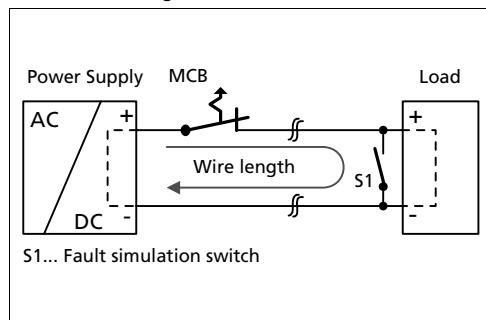 Power Supply MCB Load
AC + +
Wire length
S1
DC - -
S1... Fault simulation switch